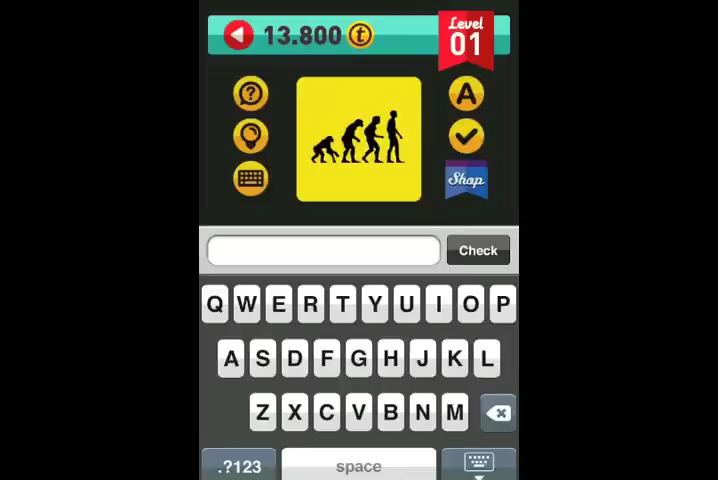 13.800 t
Level
01
?
A
Shop
Check
Q W E R T Y U I O P
A S D F G H J K L
Z X C V B N M
.?123 space